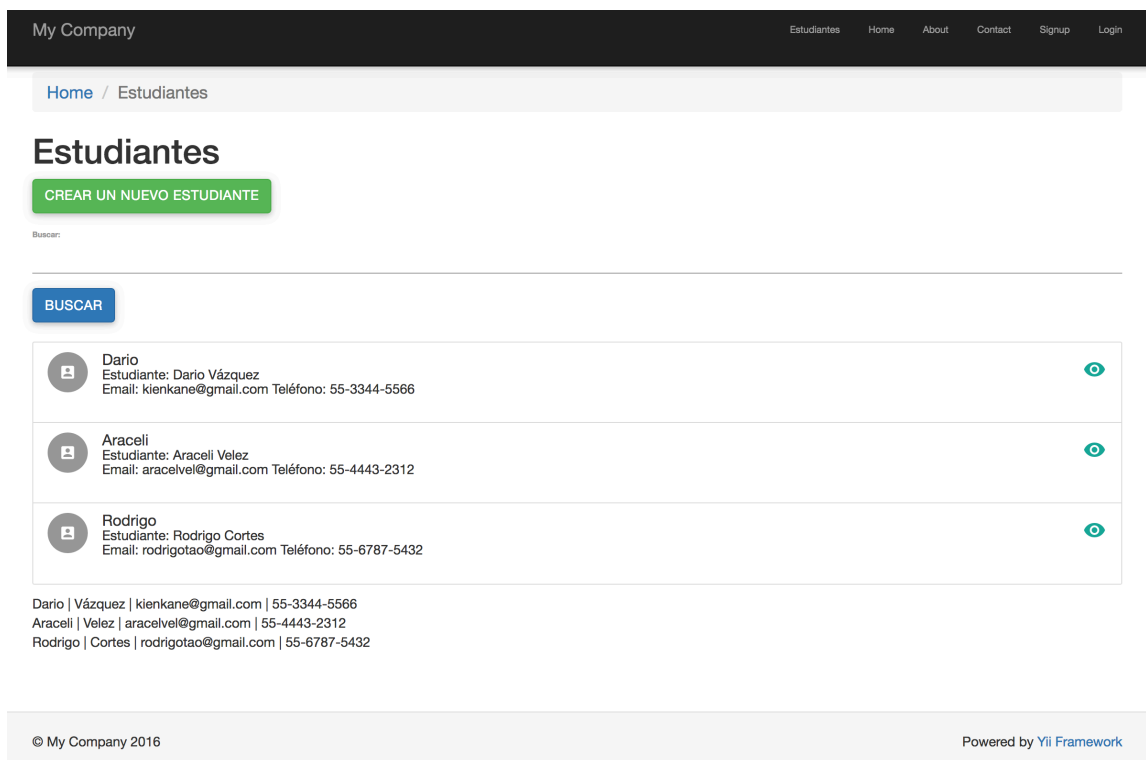 My Company
Estudiantes Home About Contact Signup Login
Home / Estudiantes
Estudiantes
CREAR UN NUEVO ESTUDIANTE
Buscar:
BUSCAR
Dario
Estudiante: Dario Vázquez
Email: kienkane@gmail.com Teléfono: 55-3344-5566
Araceli
Estudiante: Araceli Velez
Email: aracelvel@gmail.com Teléfono: 55-4443-2312
Rodrigo
Estudiante: Rodrigo Cortes
Email: rodrigotao@gmail.com Teléfono: 55-6787-5432
Dario | Vázquez | kienkane@gmail.com | 55-3344-5566
Araceli | Velez | aracelvel@gmail.com | 55-4443-2312
Rodrigo | Cortes | rodrigotao@gmail.com | 55-6787-5432
© My Company 2016
Powered by Yii Framework